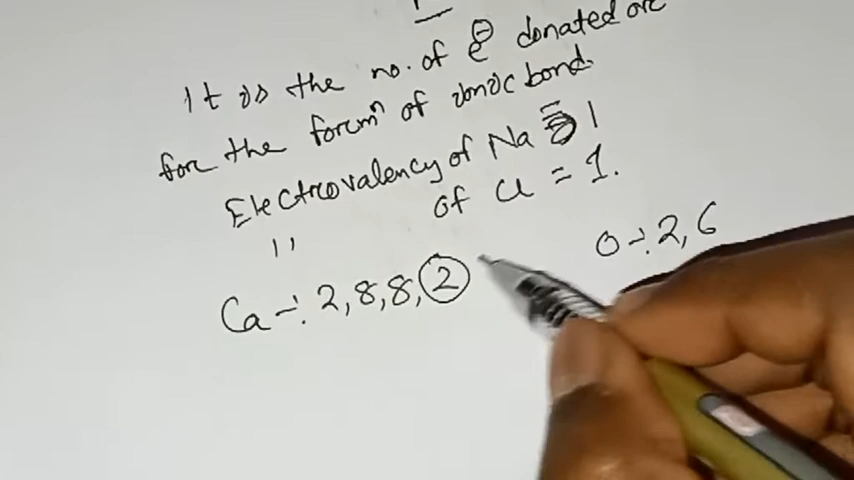 It is the no. of e⊖ donated or
for the formⁿ of ionic bond.
Electrovalency of Na = 1
" of Cl = 1.
Ca -:. 2, 8, 8, 2 O -:. 2, 6